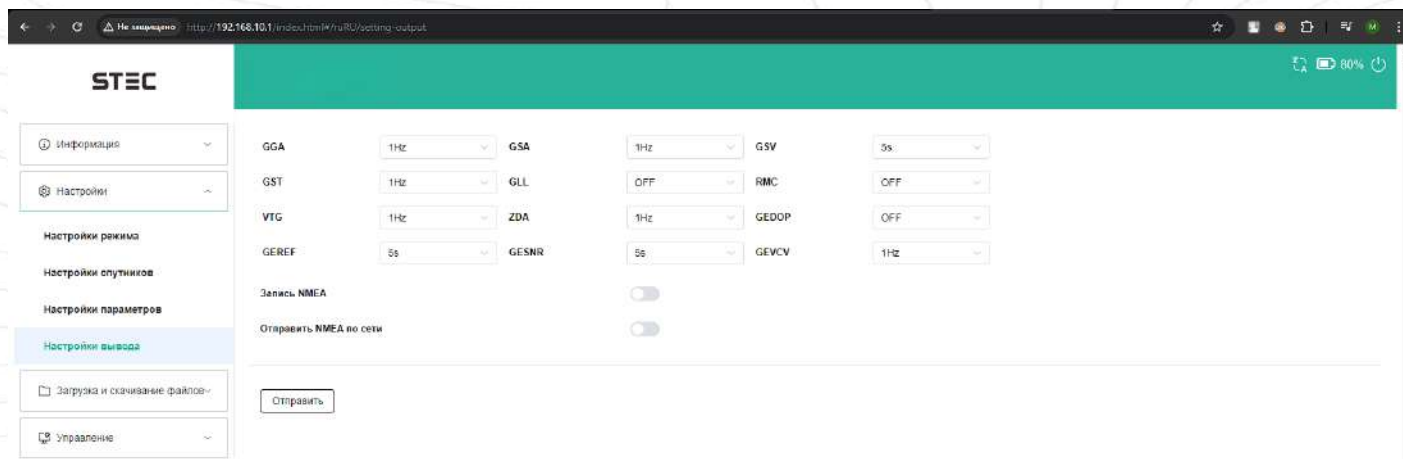 Не защищено http://192.168.10.1/index.html#/ruRU/setting-output
M
STEC
80%
Информация
GGA 1Hz GSA 1Hz GSV 5s
Настройки
GST 1Hz GLL OFF RMC OFF
VTG 1Hz ZDA 1Hz GEDOP OFF
Настройки режима
GEREF 5s GESNR 5s GEVCV 1Hz
Настройки спутников
Запись NMEA
Настройки параметров
Отправить NMEA по сети
Настройки вывода
Загрузка и скачивание файлов
Отправить
Управление